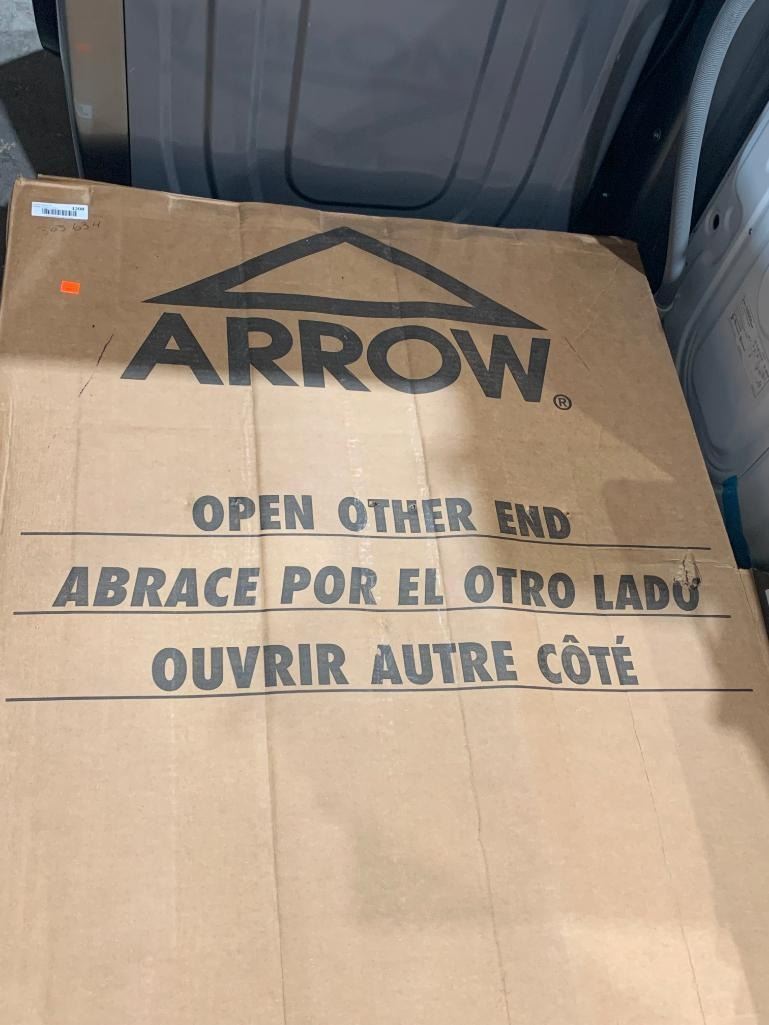 ARROW®
OPEN OTHER END
ABRACE POR EL OTRO LADO
OUVRIR AUTRE CÔTÉ